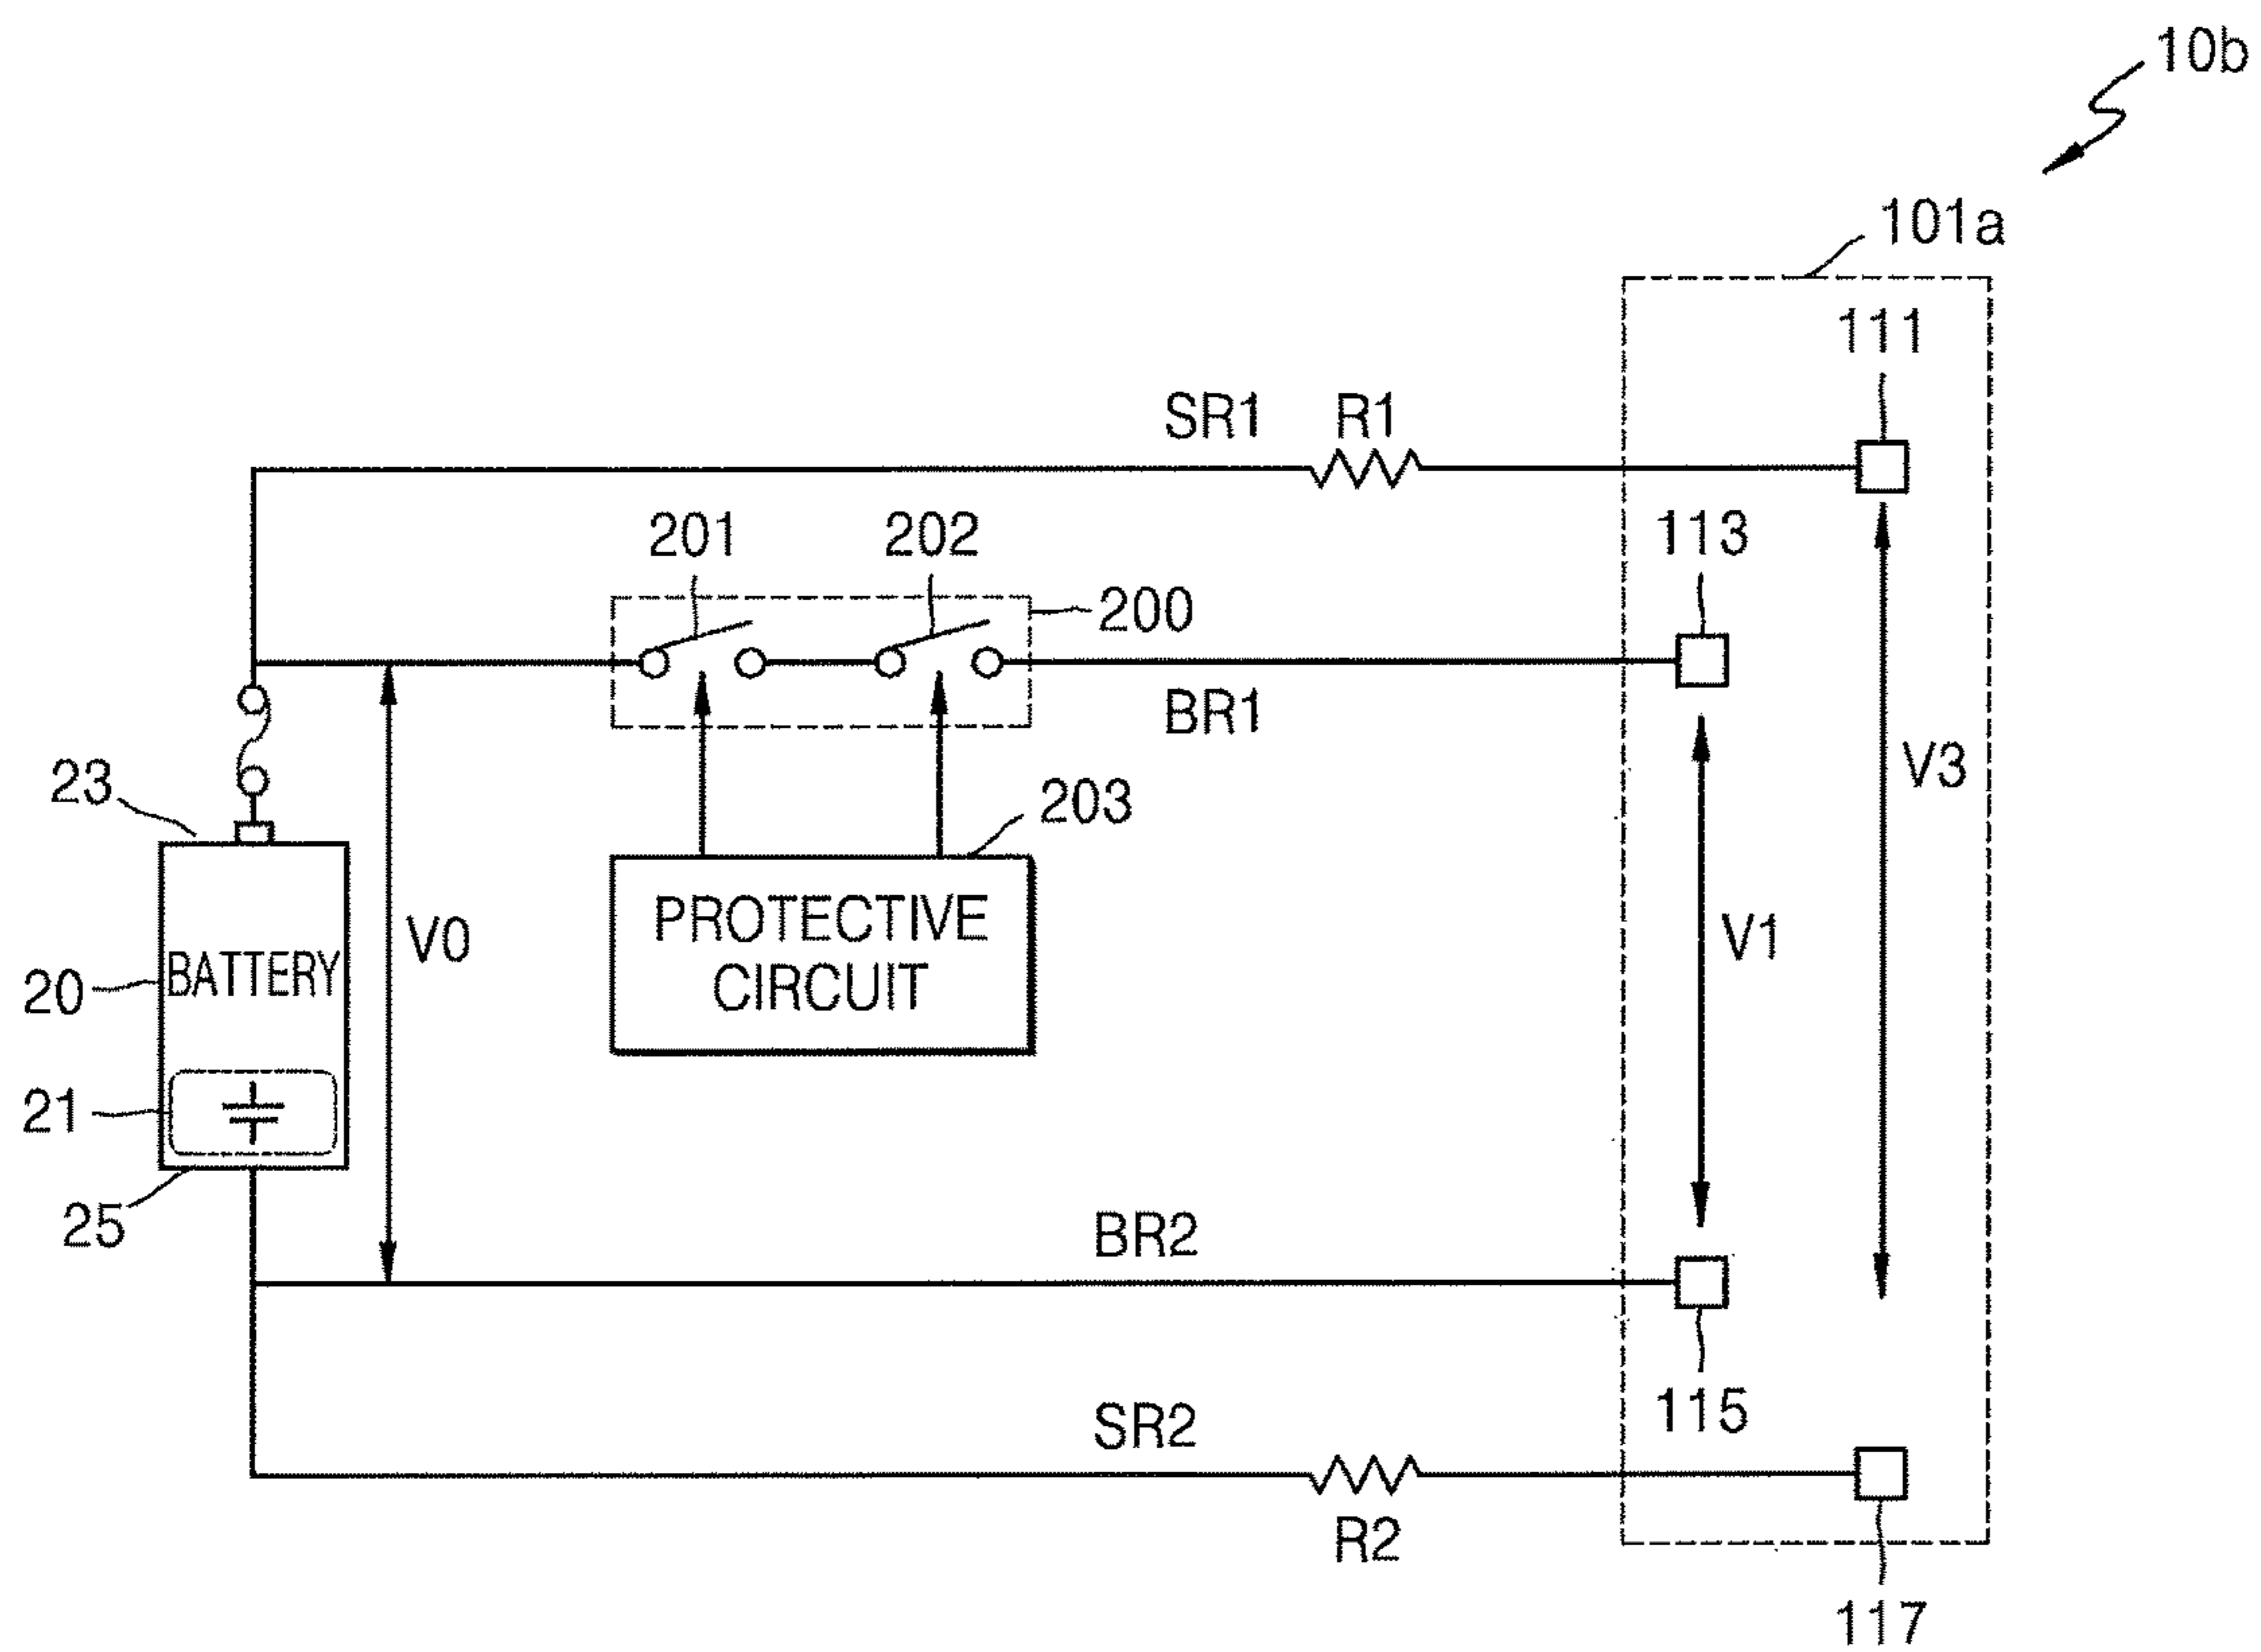 10b
101a
111
SR1 R1
113
201 202
200
BR1
23
203
V3
PROTECTIVE
CIRCUIT
V0
V1
BATTERY
20
21
25
BR2
115
SR2
R2
117